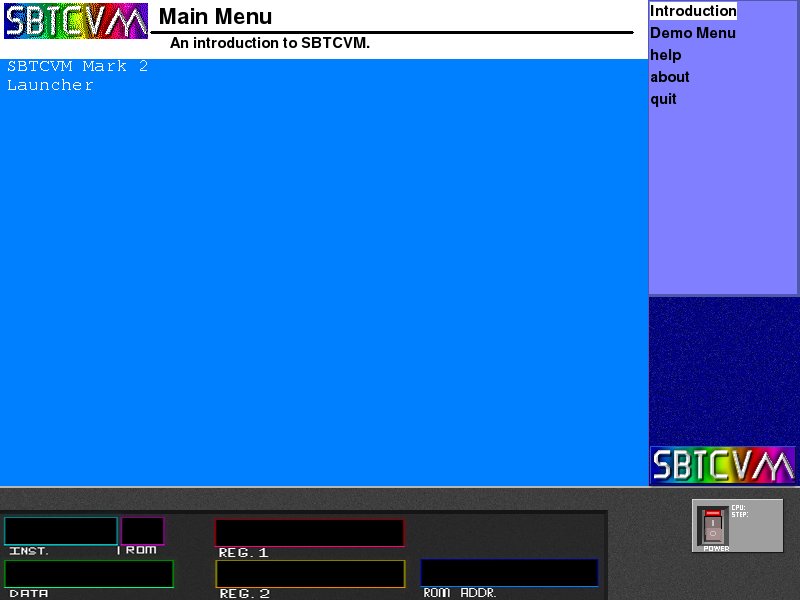 SBTCVM
Main Menu
An introduction to SBTCVM.
SBTCVM Mark 2
Launcher
Introduction
Demo Menu
help
about
quit
SBTCVM
INST.
ROM
REG.1
DATA
REG.2
ROM ADDR.
CPU:
STEP:
POWER